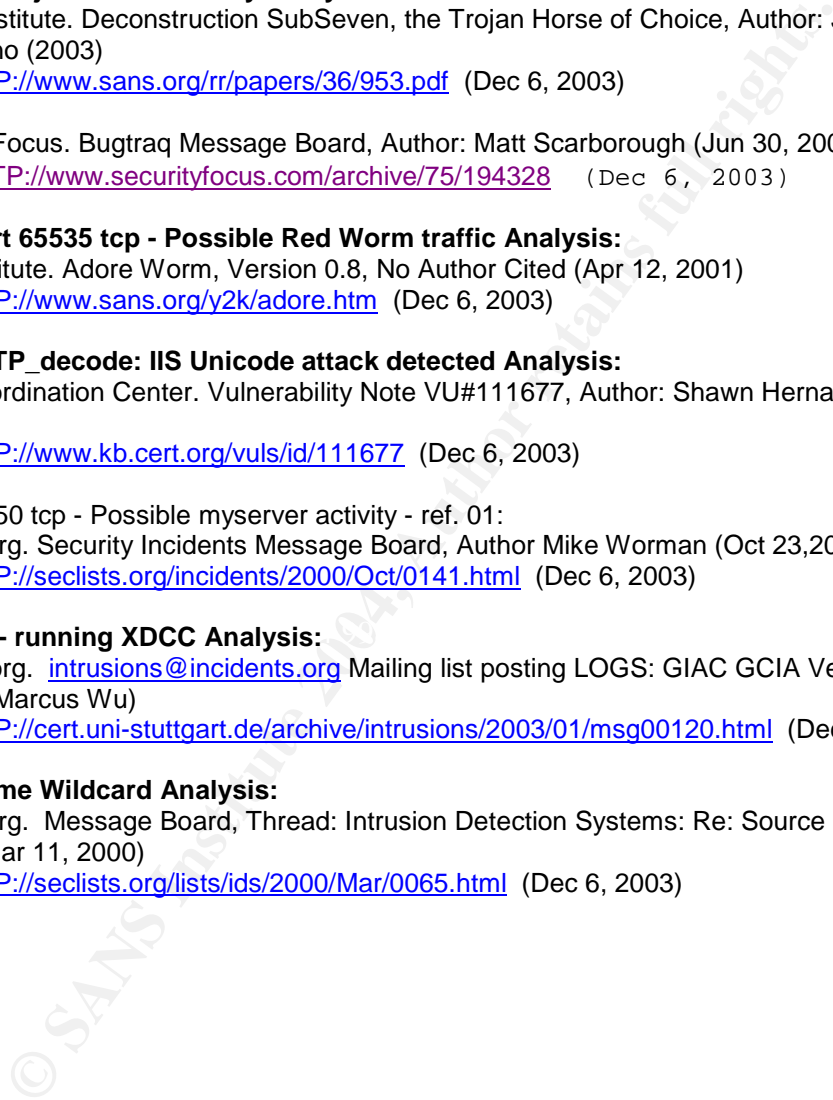 stitute. Deconstruction SubSeven, the Trojan Horse of Choice, Author:
no (2003)
P://www.sans.org/rr/papers/36/953.pdf (Dec 6, 2003)
Focus. Bugtraq Message Board, Author: Matt Scarborough (Jun 30, 200
TP://www.securityfocus.com/archive/75/194328 (Dec 6, 2003)
rt 65535 tcp - Possible Red Worm traffic Analysis:
titute. Adore Worm, Version 0.8, No Author Cited (Apr 12, 2001)
P://www.sans.org/y2k/adore.htm (Dec 6, 2003)
TP_decode: IIS Unicode attack detected Analysis:
ordination Center. Vulnerability Note VU#111677, Author: Shawn Herna
P://www.kb.cert.org/vuls/id/111677 (Dec 6, 2003)
50 tcp - Possible myserver activity - ref. 01:
rg. Security Incidents Message Board, Author Mike Worman (Oct 23,20
P://seclists.org/incidents/2000/Oct/0141.html (Dec 6, 2003)
- running XDCC Analysis:
org. intrusions@incidents.org Mailing list posting LOGS: GIAC GCIA Ve
Marcus Wu)
P://cert.uni-stuttgart.de/archive/intrusions/2003/01/msg00120.html (Dec
me Wildcard Analysis:
rg. Message Board, Thread: Intrusion Detection Systems: Re: Source
ar 11, 2000)
P://seclists.org/lists/ids/2000/Mar/0065.html (Dec 6, 2003)
© SANS Institute 2004, Author retains full rights.